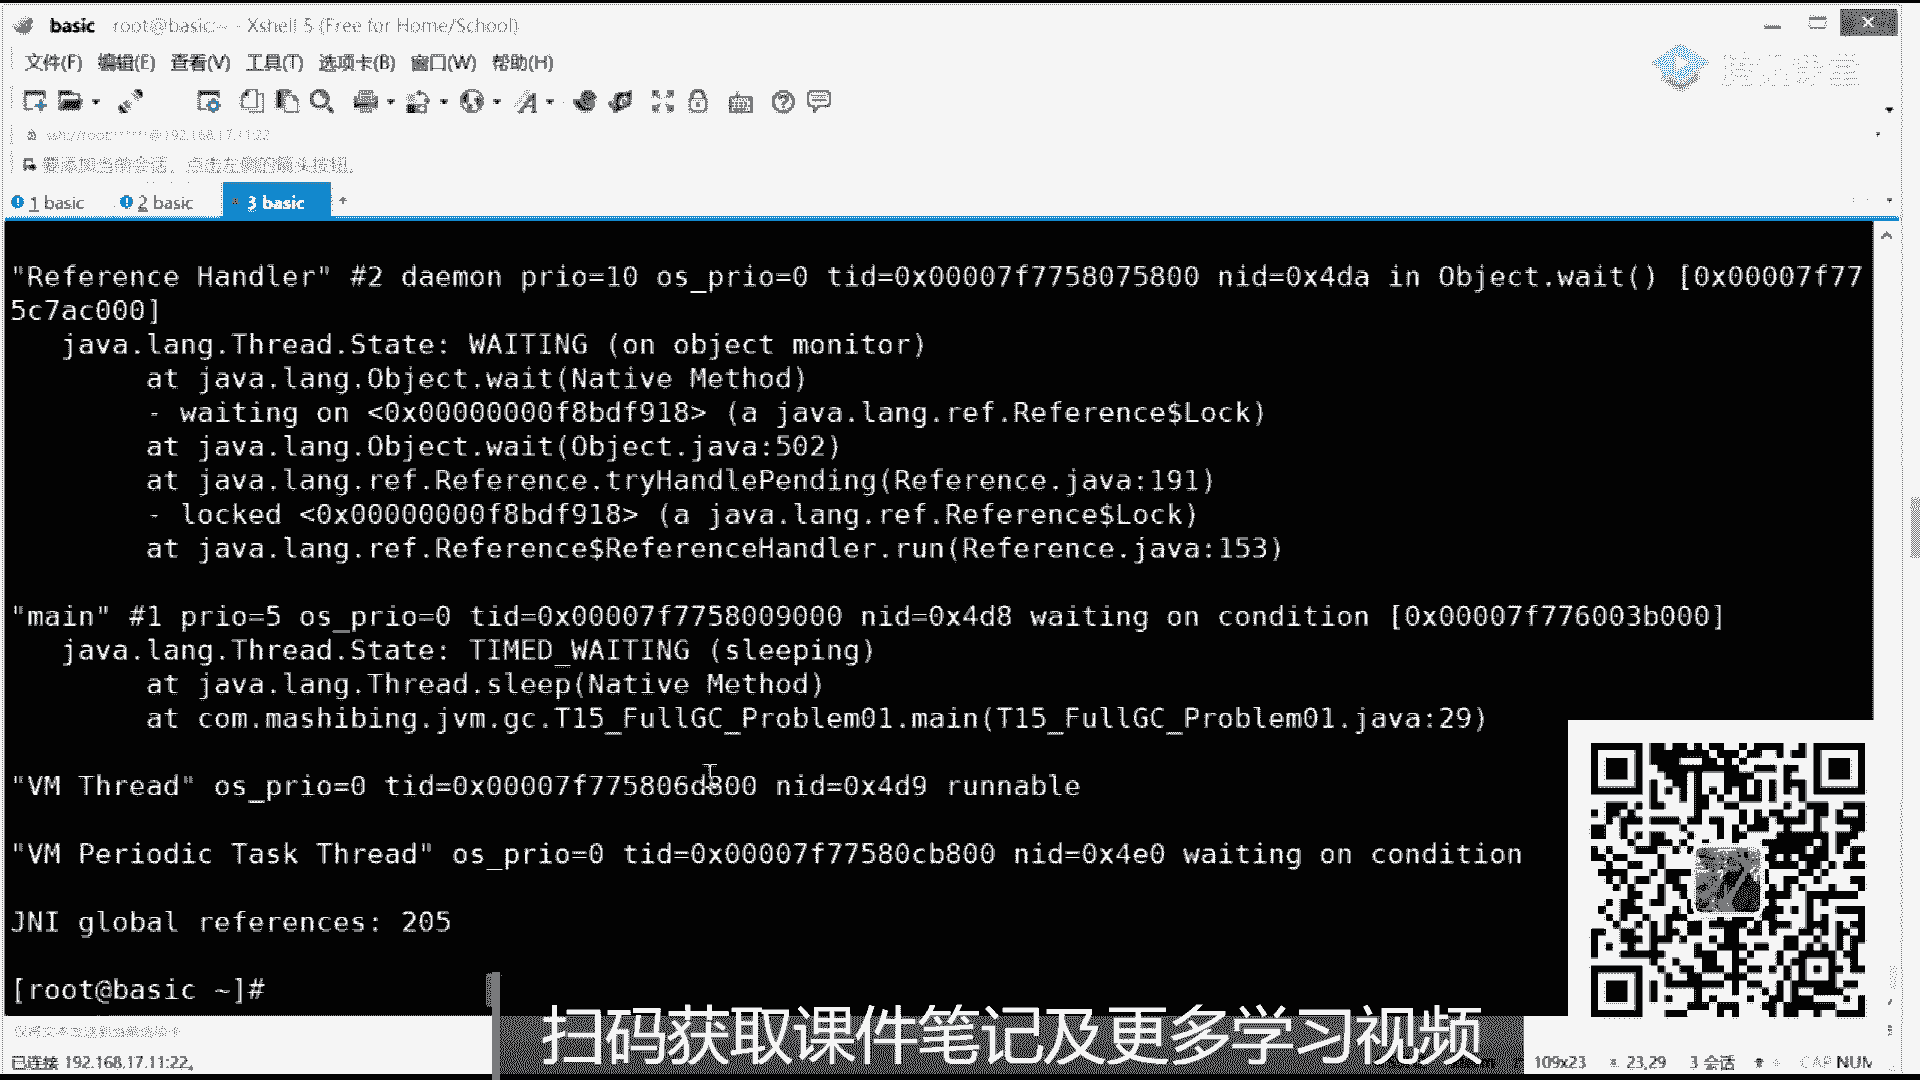 basic root@basic:~ - Xshell 5 (Free for Home/School)
文件(F) 编辑(E) 查看(V) 工具(T) 选项卡(B) 窗口(W) 帮助(H)
腾讯课堂
要添加当前会话，点击左侧的箭头按钮。
1 basic 2 basic 3 basic
"Reference Handler" #2 daemon prio=10 os_prio=0 tid=0x00007f7758075800 nid=0x4da in Object.wait() [0x00007f77
5c7ac000]
java.lang.Thread.State: WAITING (on object monitor)
at java.lang.Object.wait(Native Method)
- waiting on <0x00000000f8bdf918> (a java.lang.ref.Reference$Lock)
at java.lang.Object.wait(Object.java:502)
at java.lang.ref.Reference.tryHandlePending(Reference.java:191)
- locked <0x00000000f8bdf918> (a java.lang.ref.Reference$Lock)
at java.lang.ref.Reference$ReferenceHandler.run(Reference.java:153)
"main" #1 prio=5 os_prio=0 tid=0x00007f7758009000 nid=0x4d8 waiting on condition [0x00007f776003b000]
java.lang.Thread.State: TIMED_WAITING (sleeping)
at java.lang.Thread.sleep(Native Method)
at com.mashibing.jvm.gc.T15_FullGC_Problem01.main(T15_FullGC_Problem01.java:29)
"VM Thread" os_prio=0 tid=0x00007f775806d800 nid=0x4d9 runnable
"VM Periodic Task Thread" os_prio=0 tid=0x00007f77580cb800 nid=0x4e0 waiting on condition
JNI global references: 205
[root@basic ~]#
扫码获取课件笔记及更多学习视频
已连接 192.168.17.11:22。
109x23 23,29 3 会话 CAP NUM